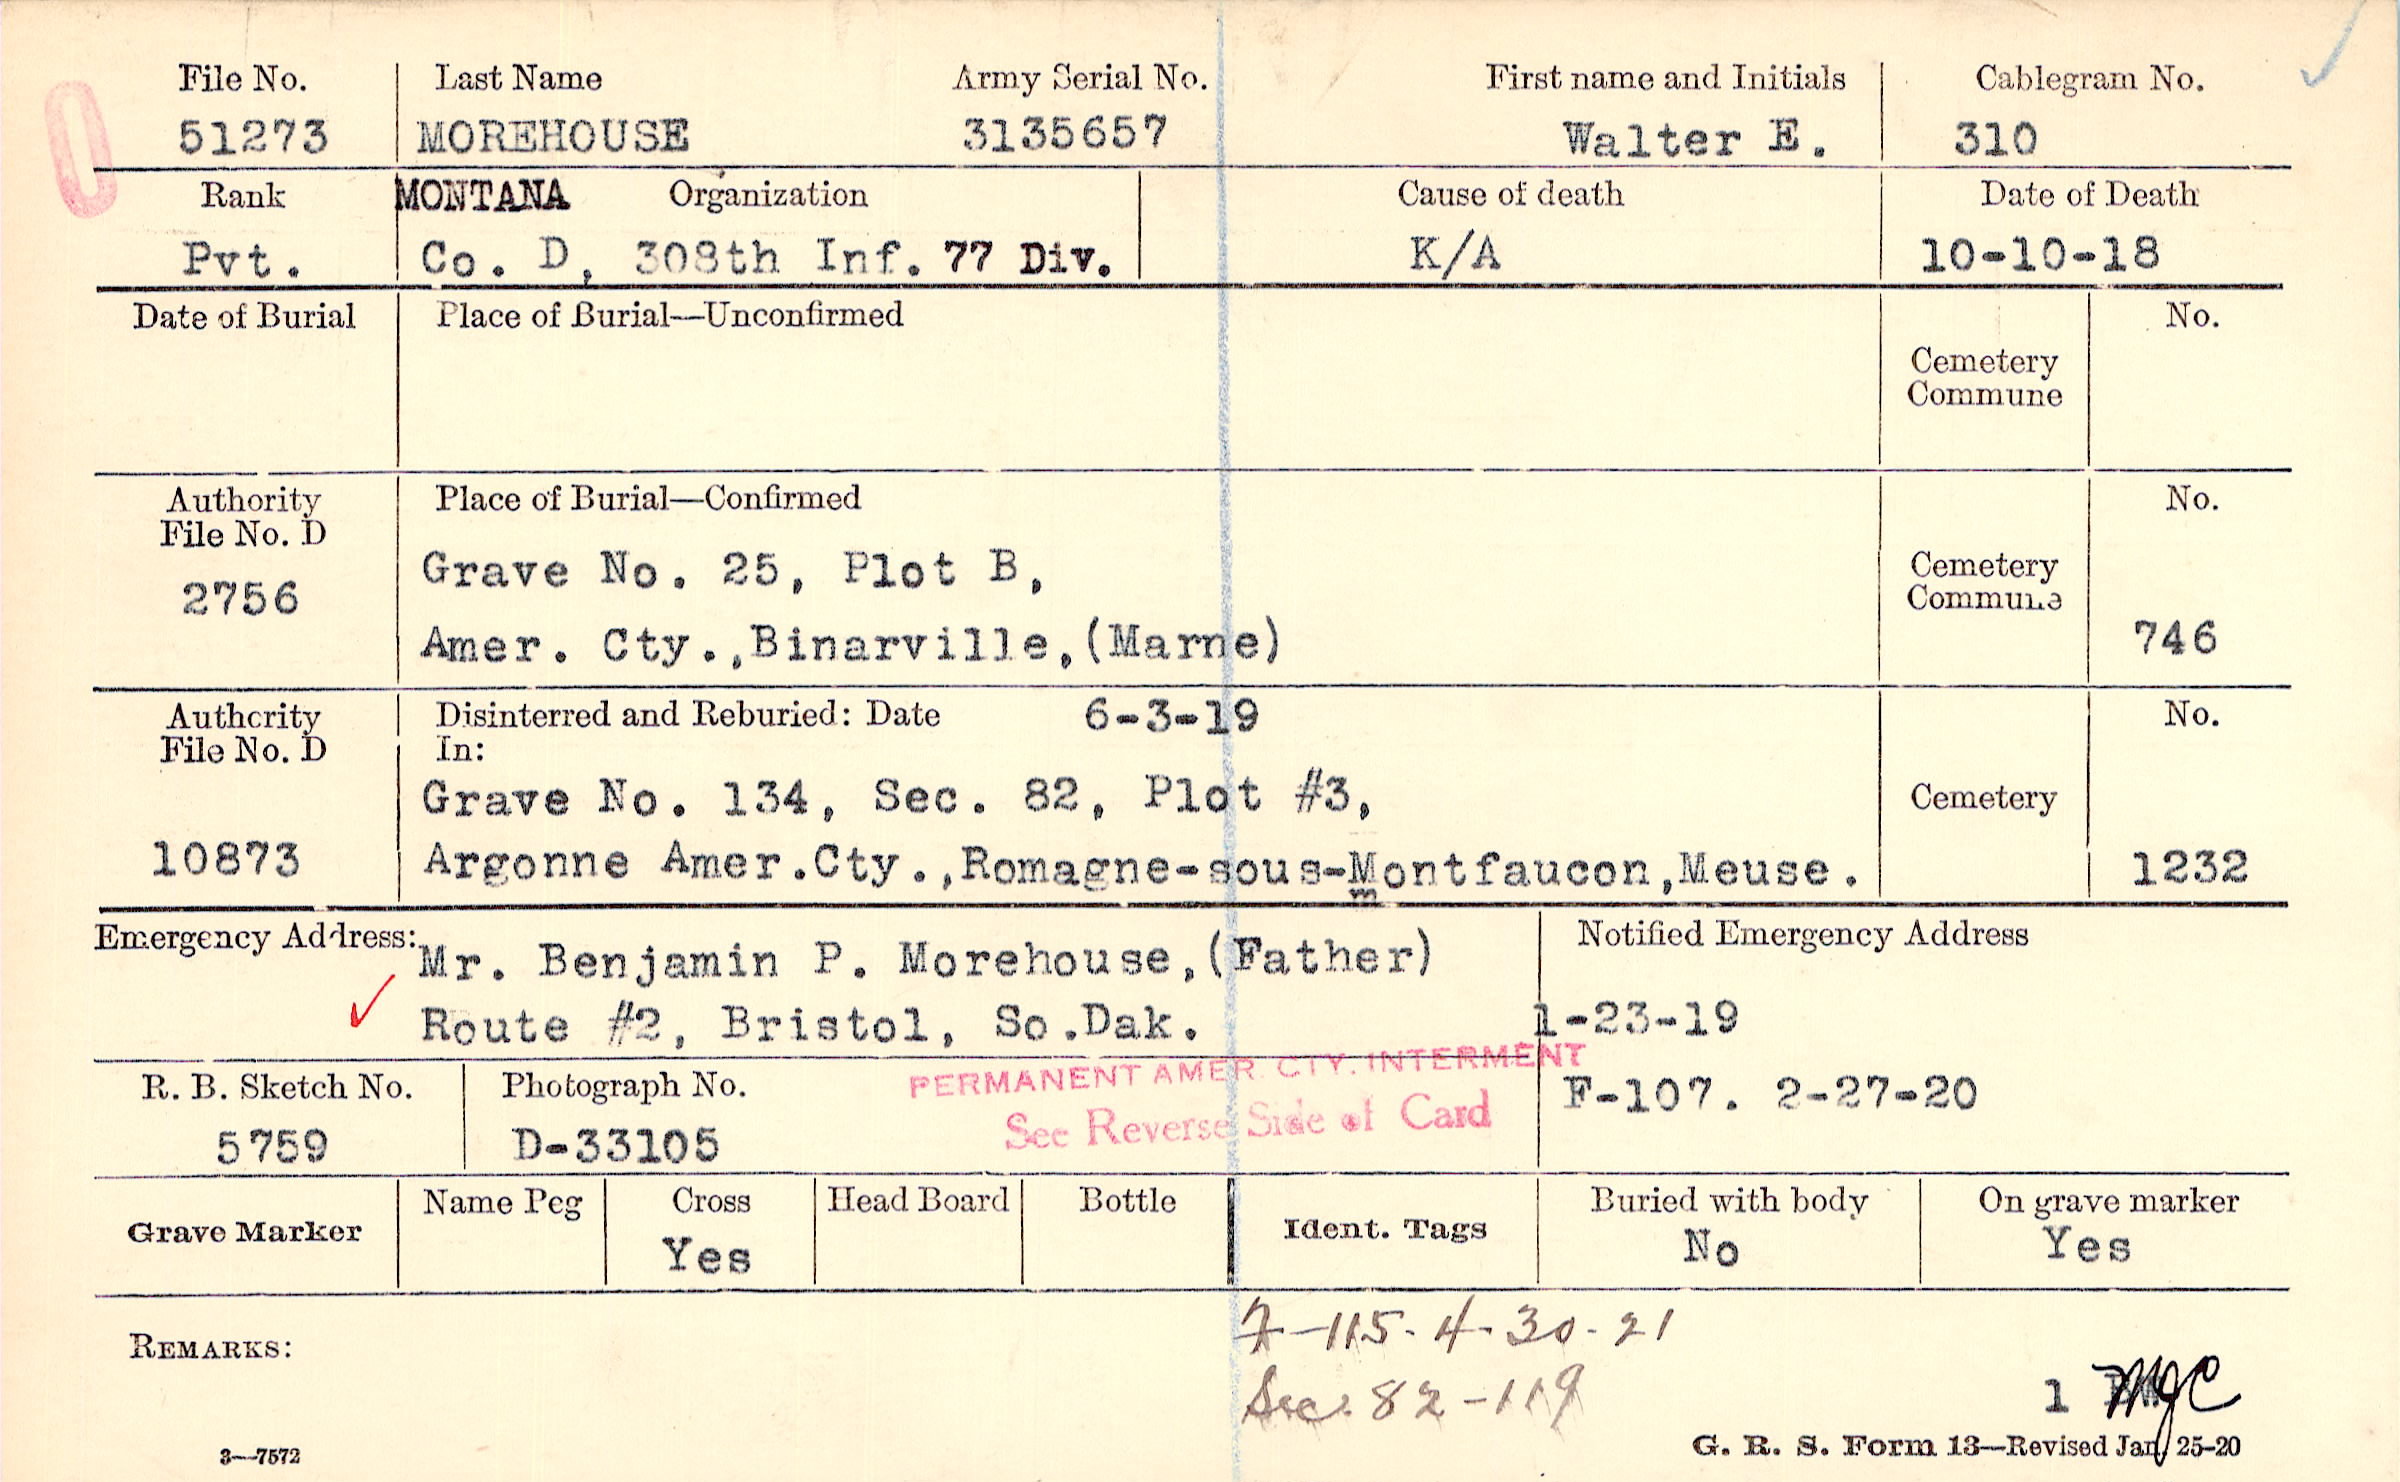 File No. Last Name Army Serial No. First name and Initials Cablegram No.
51273 MOREHOUSE 3135657 Walter E. 310
Rank MONTANA Organization Cause of death Date of Death
Pvt. Co. D, 308th Inf. 77 Div. K/A 10-10-18
Date of Burial Place of Burial—Unconfirmed No.
Cemetery
Commune
Authority Place of Burial—Confirmed No.
File No. D
Grave No. 25, Plot B, Cemetery
2756 Commune
Amer. Cty.,Binarville,(Marne) 746
Authority Disinterred and Reburied: Date 6-3-19 No.
File No. D In:
Grave No. 134, Sec. 82, Plot #3, Cemetery
10873 Argonne Amer.Cty.,Romagne-sous-Montfaucon,Meuse. 1232
m
Emergency Address: Mr. Benjamin P. Morehouse,(Father) Notified Emergency Address
Route #2, Bristol, So.Dak. 1-23-19
PERMANENT AMER. CTY. INTERMENT
R. B. Sketch No. Photograph No. See Reverse Side of Card F-107. 2-27-20
5759 D-33105
Grave Marker Name Peg Cross Head Board Bottle Ident. Tags Buried with body On grave marker
Yes No Yes
7-115-4-30-21
REMARKS:
Sec. 82-119
1 MJC
3—7572 G. R. S. Form 13—Revised Jan. 25-20